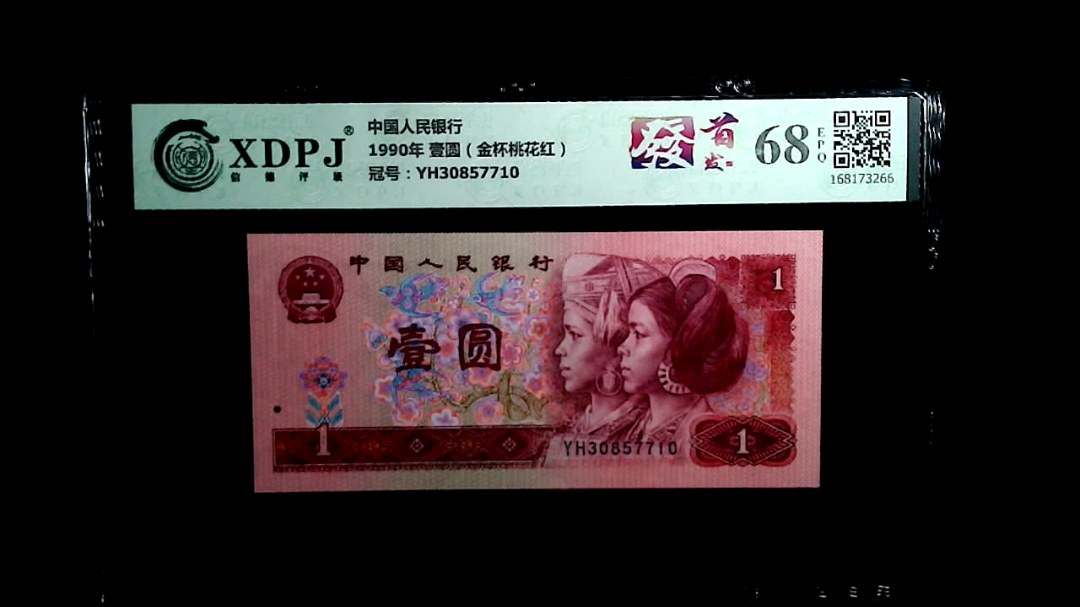 XDPJ®
信德评级
中国人民银行
1990年 壹圆（金杯桃花红）
冠号：YH30857710
發
首发
68
EPQ
168173266
中国人民银行
1
壹圆
1
YH30857710
1